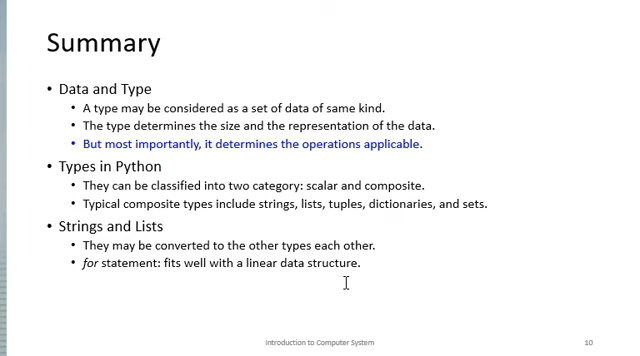 Summary
• Data and Type
• A type may be considered as a set of data of same kind.
• The type determines the size and the representation of the data.
• But most importantly, it determines the operations applicable.
• Types in Python
• They can be classified into two category: scalar and composite.
• Typical composite types include strings, lists, tuples, dictionaries, and sets.
• Strings and Lists
• They may be converted to the other types each other.
• for statement: fits well with a linear data structure.
Introduction to Computer System
10